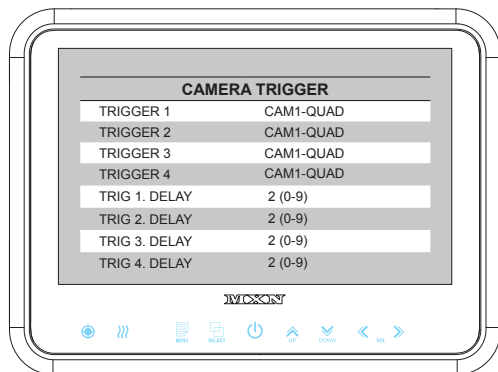 CAMERA TRIGGER
TRIGGER 1 CAM1-QUAD
TRIGGER 2 CAM1-QUAD
TRIGGER 3 CAM1-QUAD
TRIGGER 4 CAM1-QUAD
TRIG 1. DELAY 2 (0-9)
TRIG 2. DELAY 2 (0-9)
TRIG 3. DELAY 2 (0-9)
TRIG 4. DELAY 2 (0-9)
MXN
MENU SELECT UP DOWN VOL